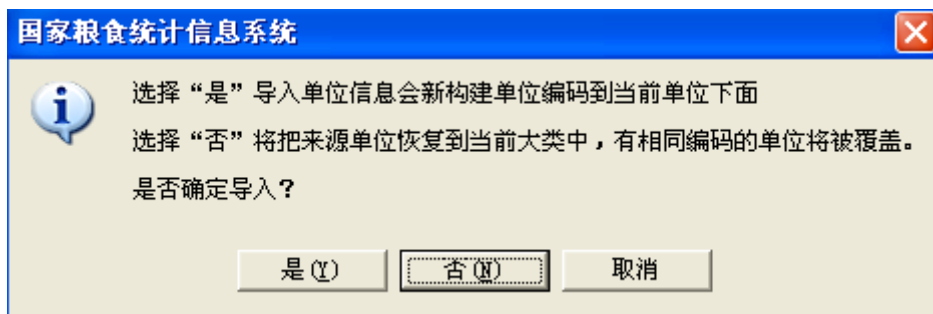 国家粮食统计信息系统
选择“是”导入单位信息会新构建单位编码到当前单位下面
选择“否”将把来源单位恢复到当前大类中，有相同编码的单位将被覆盖。
是否确定导入？
是(Y) 否(N) 取消